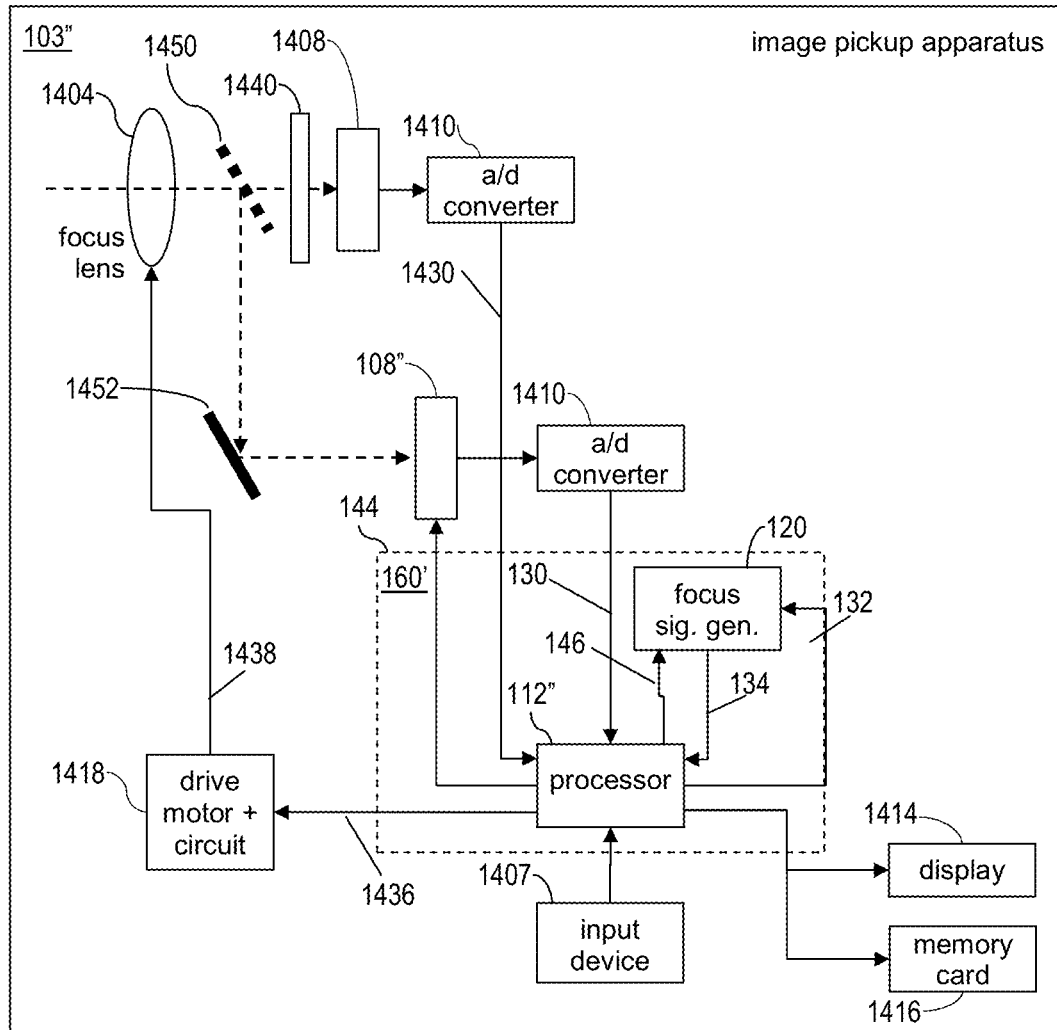 103”
1450
1408
image pickup apparatus
1404
1440
1410
a/d
converter
focus
lens
1430
108”
1452
1410
a/d
converter
144
120
160’
130
focus
sig. gen.
132
146
134
1438
112”
processor
1418
drive
motor +
circuit
1414
display
1436
1407
input
device
memory
card
1416